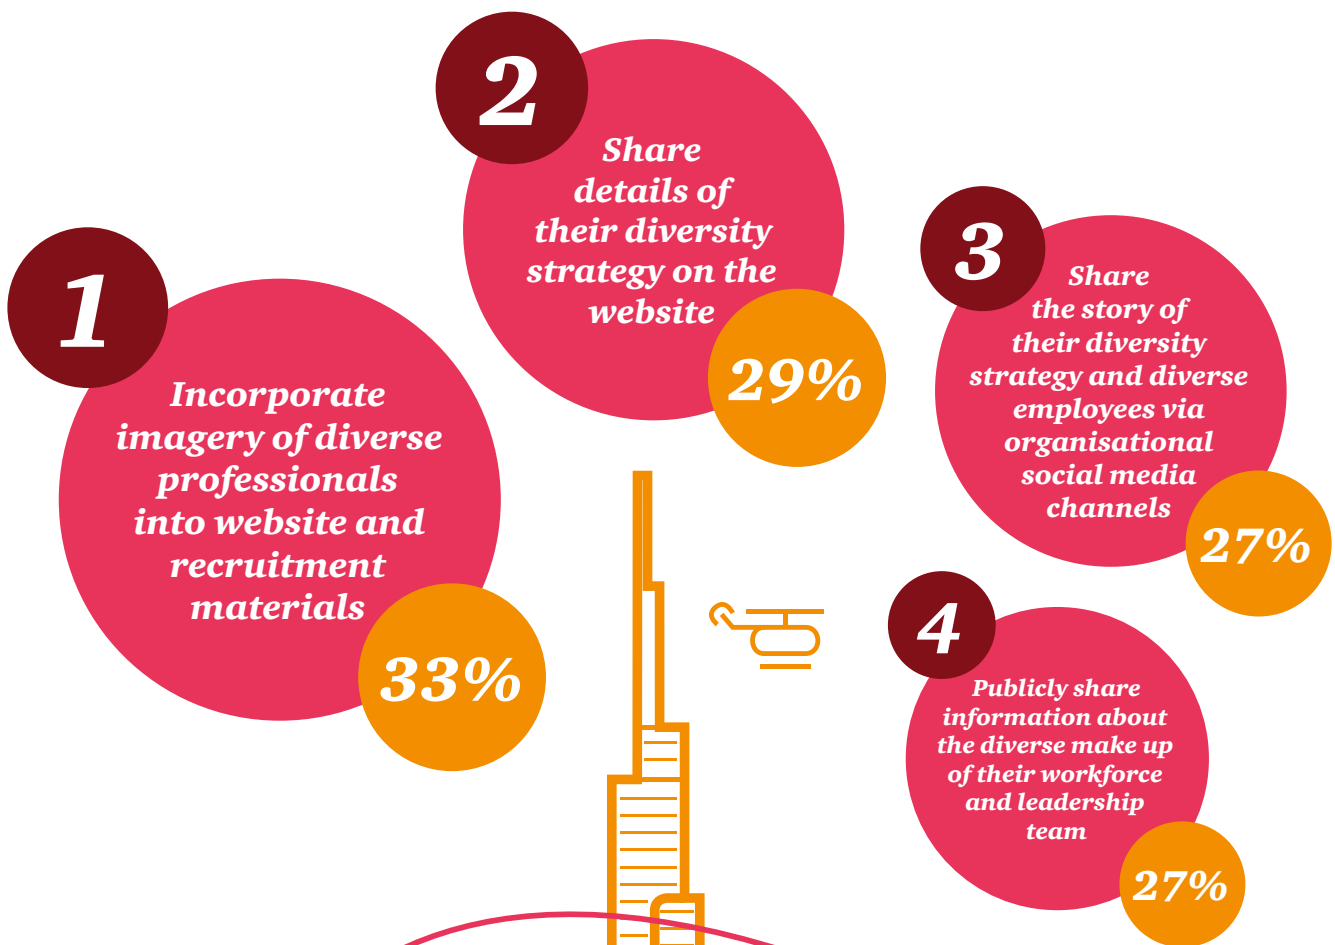 1
Incorporate
imagery of diverse
professionals
into website and
recruitment
materials
33%
2
Share
details of
their diversity
strategy on the
website
29%
3
Share
the story of
their diversity
strategy and diverse
employees via
organisational
social media
channels
27%
4
Publicly share
information about
the diverse make up
of their workforce
and leadership
team
27%